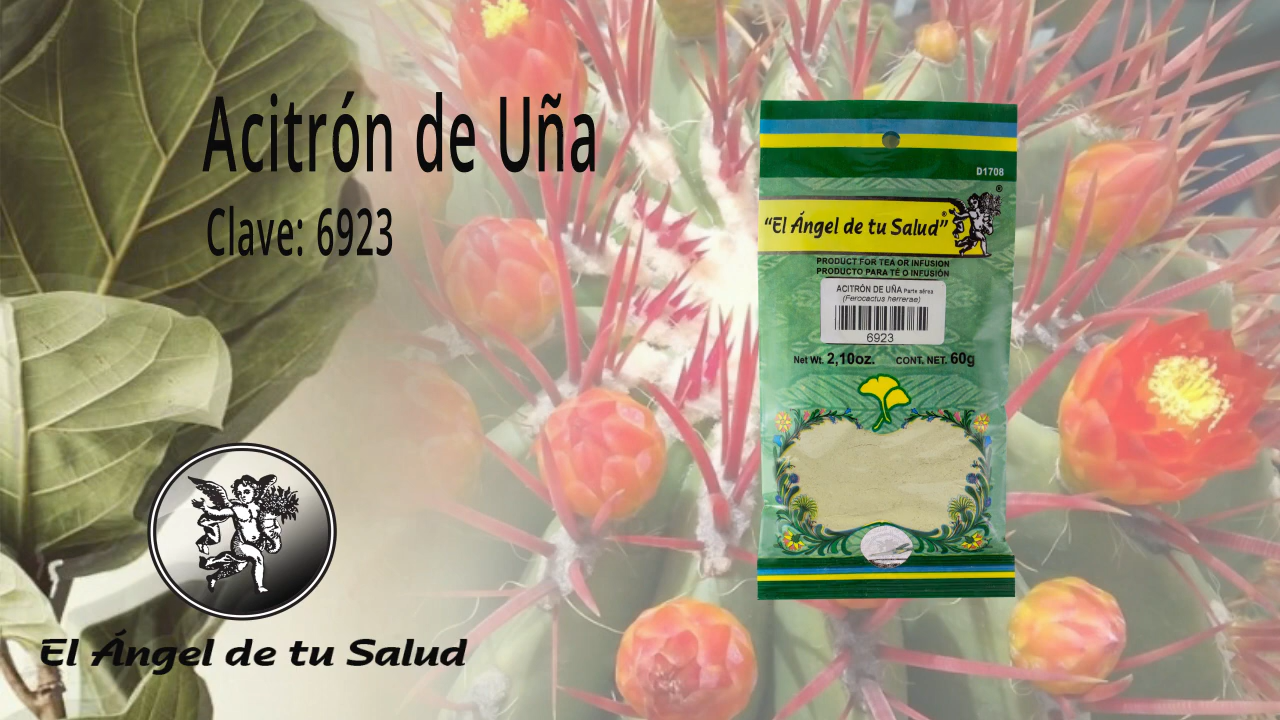 Acitrón de Uña
Clave: 6923
El Ángel de tu Salud
D1708
®
"El Ángel de tu Salud"®
PRODUCT FOR TEA OR INFUSION
PRODUCTO PARA TÉ O INFUSIÓN
ACITRÓN DE UÑA Parte aérea
(Ferocactus herrerae)
6923
Net Wt. 2,10oz. CONT. NET. 60g